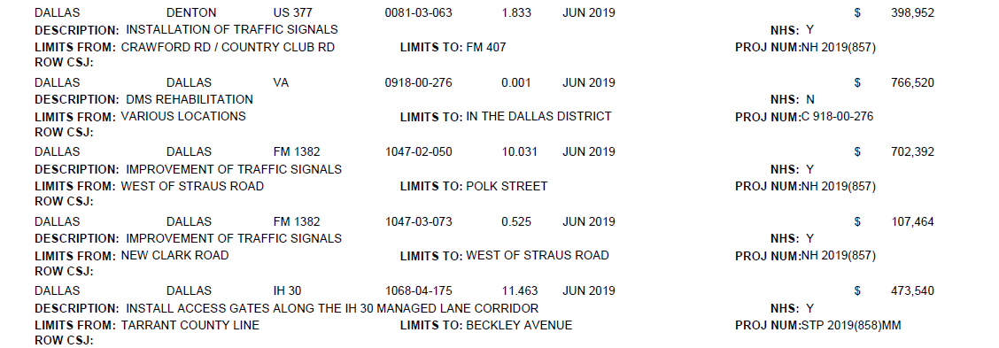 DALLAS DENTON US 377 0081-03-063 1.833 JUN 2019 $ 398,952
DESCRIPTION: INSTALLATION OF TRAFFIC SIGNALS NHS: Y
LIMITS FROM: CRAWFORD RD / COUNTRY CLUB RD LIMITS TO: FM 407 PROJ NUM:NH 2019(857)
ROW CSJ:
DALLAS DALLAS VA 0918-00-276 0.001 JUN 2019 $ 766,520
DESCRIPTION: DMS REHABILITATION NHS: N
LIMITS FROM: VARIOUS LOCATIONS LIMITS TO: IN THE DALLAS DISTRICT PROJ NUM:C 918-00-276
ROW CSJ:
DALLAS DALLAS FM 1382 1047-02-050 10.031 JUN 2019 $ 702,392
DESCRIPTION: IMPROVEMENT OF TRAFFIC SIGNALS NHS: Y
LIMITS FROM: WEST OF STRAUS ROAD LIMITS TO: POLK STREET PROJ NUM:NH 2019(857)
ROW CSJ:
DALLAS DALLAS FM 1382 1047-03-073 0.525 JUN 2019 $ 107,464
DESCRIPTION: IMPROVEMENT OF TRAFFIC SIGNALS NHS: Y
LIMITS FROM: NEW CLARK ROAD LIMITS TO: WEST OF STRAUS ROAD PROJ NUM:NH 2019(857)
ROW CSJ:
DALLAS DALLAS IH 30 1068-04-175 11.463 JUN 2019 $ 473,540
DESCRIPTION: INSTALL ACCESS GATES ALONG THE IH 30 MANAGED LANE CORRIDOR NHS: Y
LIMITS FROM: TARRANT COUNTY LINE LIMITS TO: BECKLEY AVENUE PROJ NUM:STP 2019(858)MM
ROW CSJ: